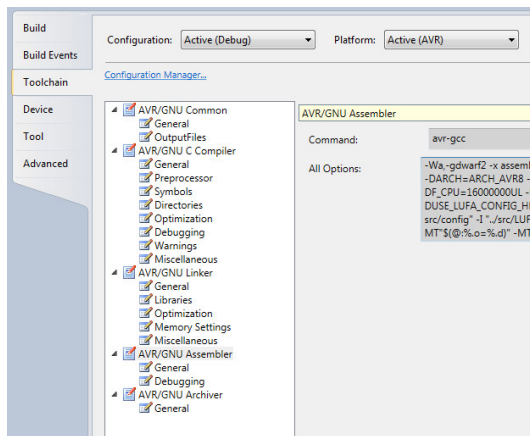 Build
Build Events
Toolchain
Device
Tool
Advanced
Configuration: Active (Debug) Platform: Active (AVR)
Configuration Manager...
AVR/GNU Common
General
OutputFiles
AVR/GNU C Compiler
General
Preprocessor
Symbols
Directories
Optimization
Debugging
Warnings
Miscellaneous
AVR/GNU Linker
General
Libraries
Optimization
Memory Settings
Miscellaneous
AVR/GNU Assembler
General
Debugging
AVR/GNU Archiver
General
AVR/GNU Assembler
Command: avr-gcc
All Options:
-Wa,-gdwarf2 -x assemb
-DARCH=ARCH_AVR8 -
DF_CPU=16000000UL -
DUSE_LUFA_CONFIG_H
src/config" -I "../src/LUF
MT"$(@:%.o=%.d)" -MT